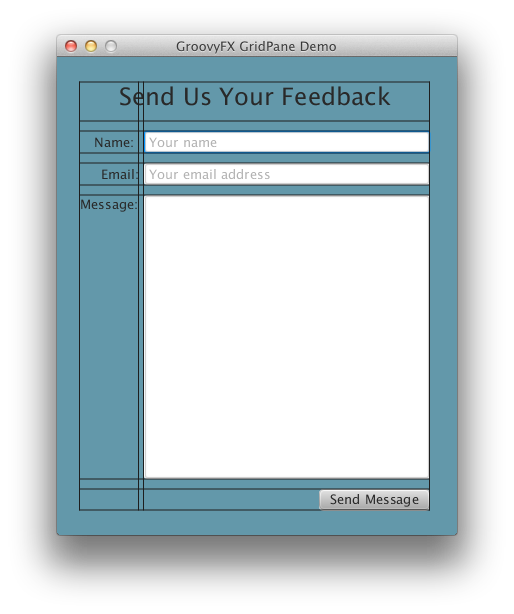 GroovyFX GridPane Demo
Send Us Your Feedback
Name: Your name
Email: Your email address
Message:
Send Message